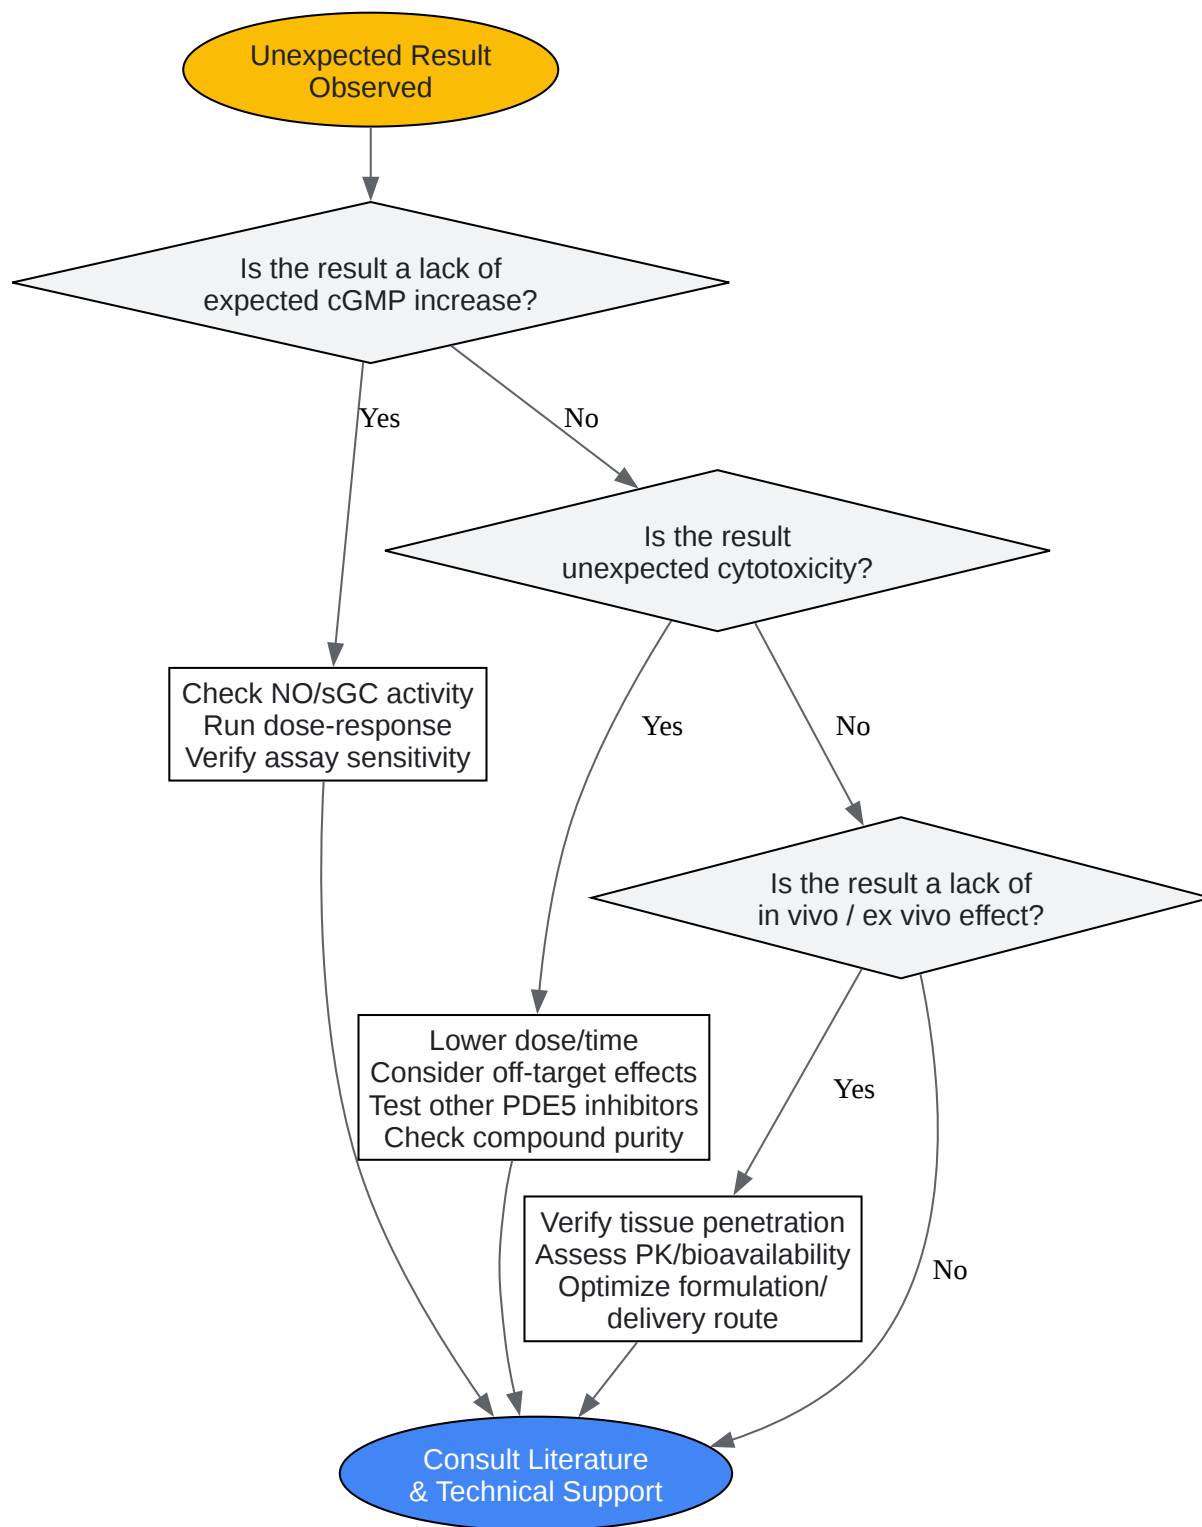 Unexpected Result
Observed
Is the result a lack of
expected cGMP increase?
Yes
No
Is the result
unexpected cytotoxicity?
Check NO/sGC activity
Run dose-response
Verify assay sensitivity
Yes
No
Is the result a lack of
in vivo / ex vivo effect?
Lower dose/time
Consider off-target effects
Test other PDE5 inhibitors
Check compound purity
Yes
Verify tissue penetration
Assess PK/bioavailability
Optimize formulation/
delivery route
No
Consult Literature
& Technical Support